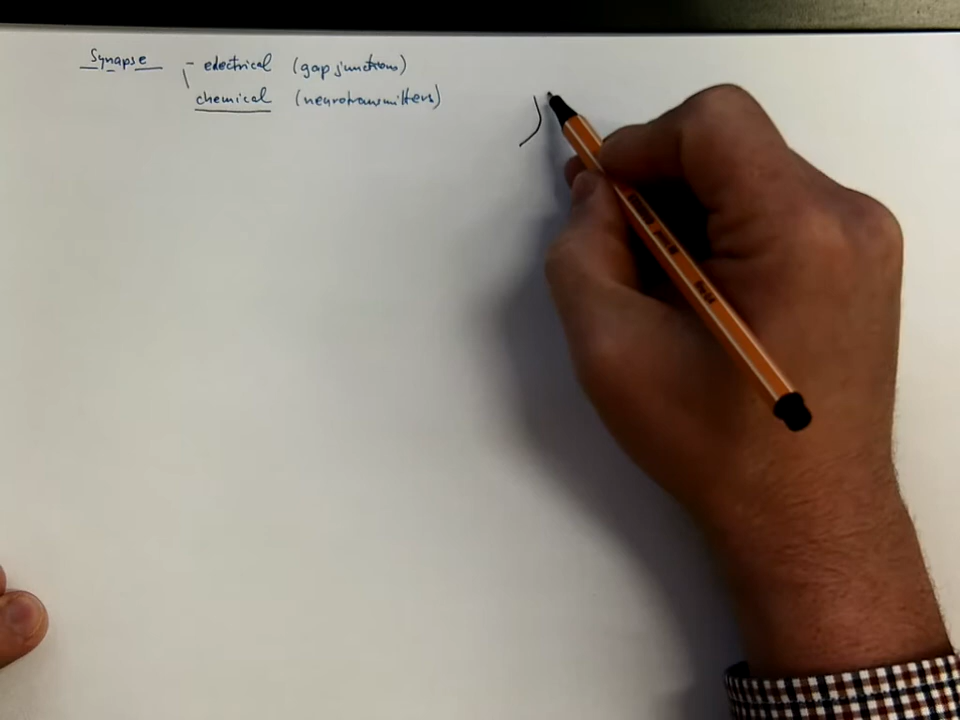 Synapse - electrical (gap junctions)
chemical (neurotransmitters)